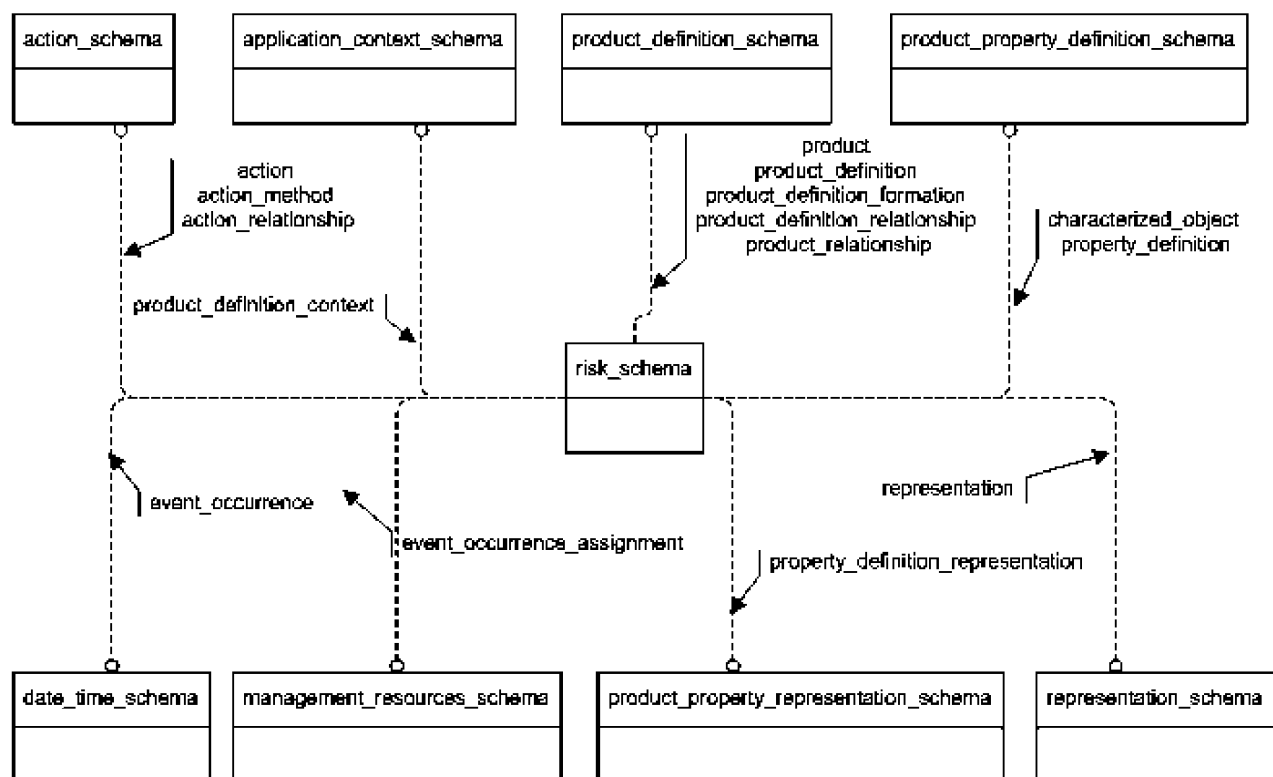 action_schema
application_context_schema
product_definition_schema
product_property_definition_schema
action
action_method
action_relationship
product
product_definition
product_definition_formation
product_definition_relationship
product_relationship
characterized_object
property_definition
product_definition_context
risk_schema
event_occurrence
representation
event_occurrence_assignment
property_definition_representation
date_time_schema
management_resources_schema
product_property_representation_schema
representation_schema